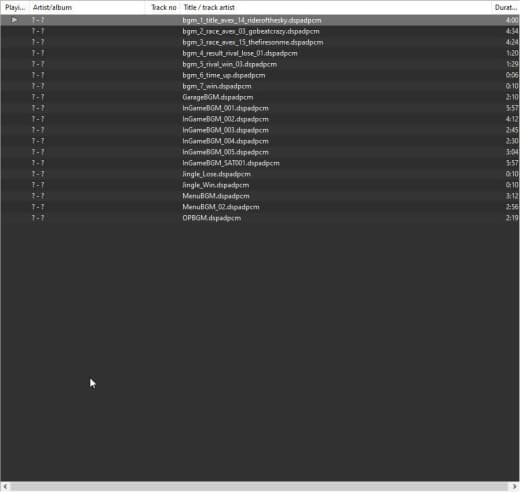 Playi... Artist/album Track no Title / track artist Durat...
? - ? bgm_1_title_avex_14_riderofthesky.dspadpcm 4:00
? - ? bgm_2_race_avex_03_gobeatcrazy.dspadpcm 4:34
? - ? bgm_3_race_avex_15_thefiresonme.dspadpcm 4:24
? - ? bgm_4_result_rival_lose_01.dspadpcm 1:20
? - ? bgm_5_rival_win_03.dspadpcm 1:29
? - ? bgm_6_time_up.dspadpcm 0:06
? - ? bgm_7_win.dspadpcm 0:10
? - ? GarageBGM.dspadpcm 2:10
? - ? InGameBGM_001.dspadpcm 5:57
? - ? InGameBGM_002.dspadpcm 4:12
? - ? InGameBGM_003.dspadpcm 2:45
? - ? InGameBGM_004.dspadpcm 2:30
? - ? InGameBGM_005.dspadpcm 3:04
? - ? InGameBGM_SAT001.dspadpcm 5:57
? - ? Jingle_Lose.dspadpcm 0:10
? - ? Jingle_Win.dspadpcm 0:10
? - ? MenuBGM.dspadpcm 3:12
? - ? MenuBGM_02.dspadpcm 2:56
? - ? OPBGM.dspadpcm 2:19